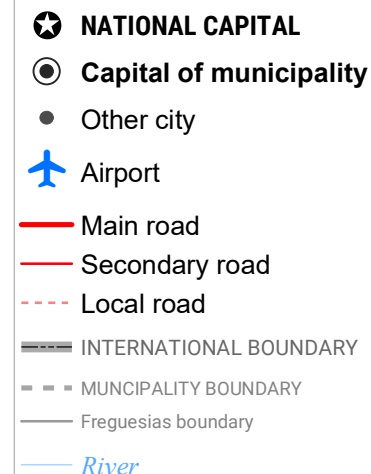 NATIONAL CAPITAL
Capital of municipality
Other city
Airport
Main road
Secondary road
Local road
INTERNATIONAL BOUNDARY
MUNCIPALITY BOUNDARY
Freguesias boundary
River